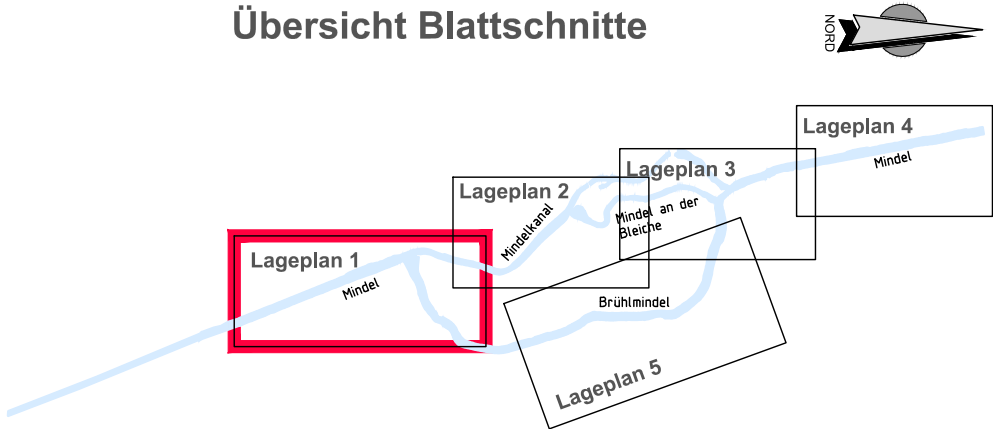 Übersicht Blattschnitte
NORD
Lageplan 4
Mindel
Lageplan 3
Lageplan 2
Mindelkanal
Mindel an der
Bleiche
Lageplan 1
Mindel
Brühlmindel
Lageplan 5